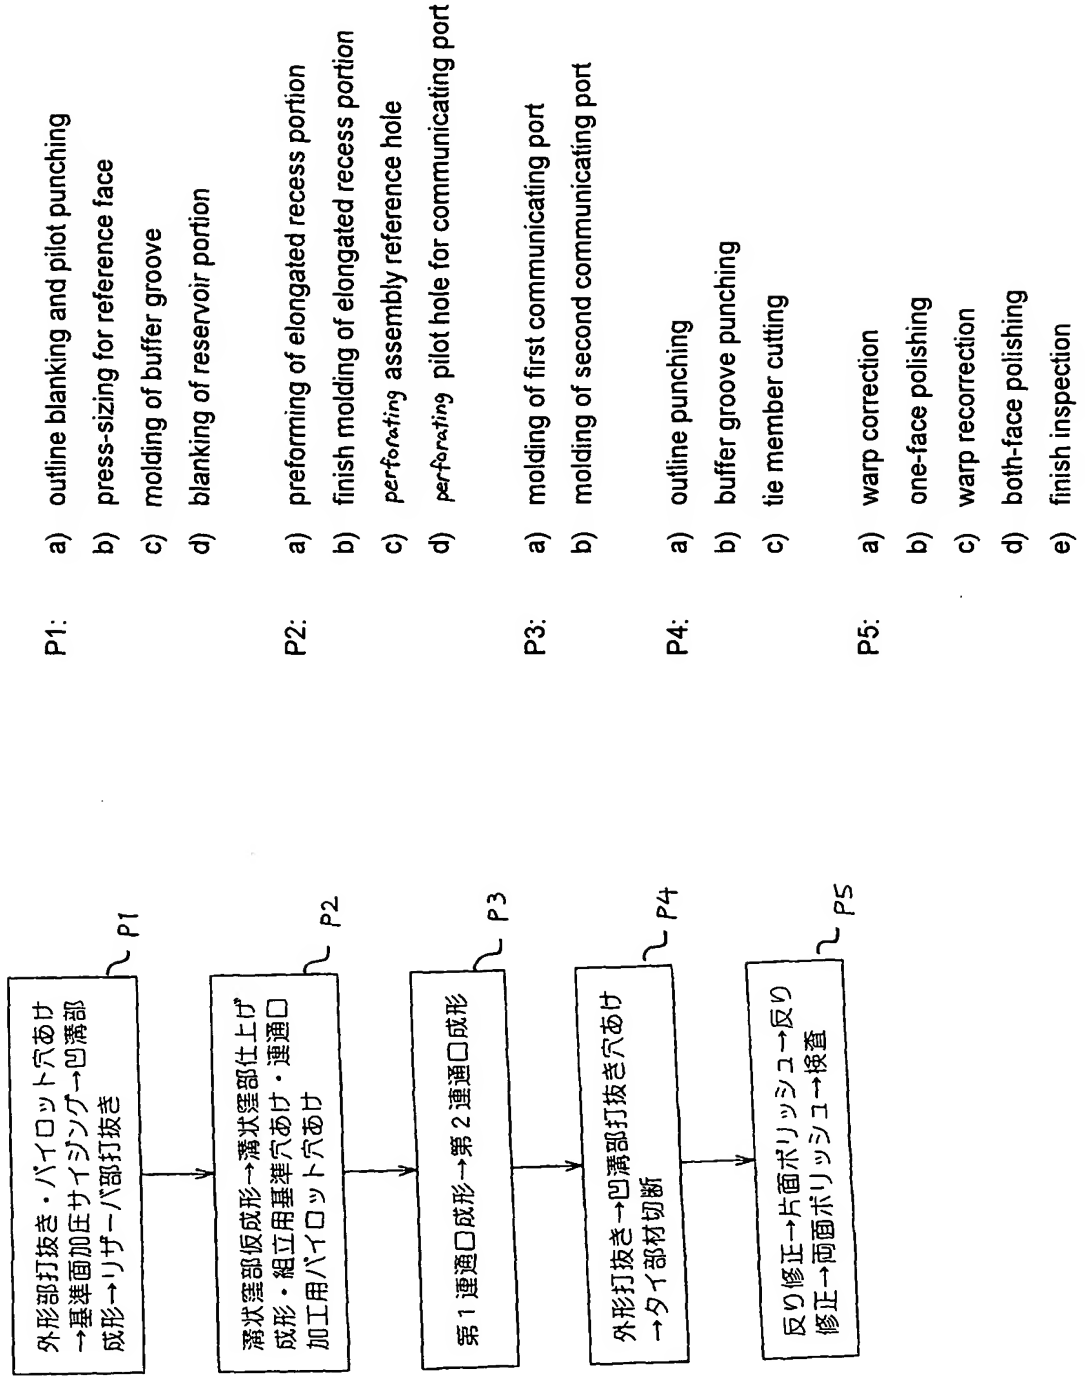 外形部打抜き・パイロット穴あけ
→基準面加圧サイジング→凹溝部
成形→リザーバ部打抜き
P1
溝状窪部仮成形→溝状窪部仕上げ
成形・組立用基準穴あけ・連通口
加工用パイロット穴あけ
P2
第1連通口成形→第2連通口成形
P3
外形打抜き→凹溝部打抜き穴あけ
→タイ部材切断
P4
反り修正→片面ポリッシュ→反り
修正→両面ポリッシュ→検査
P5
P1:
a) outline blanking and pilot punching
b) press-sizing for reference face
c) molding of buffer groove
d) blanking of reservoir portion
P2:
a) preforming of elongated recess portion
b) finish molding of elongated recess portion
c) perforating assembly reference hole
d) perforating pilot hole for communicating port
P3:
a) molding of first communicating port
b) molding of second communicating port
P4:
a) outline punching
b) buffer groove punching
c) tie member cutting
P5:
a) warp correction
b) one-face polishing
c) warp recorrection
d) both-face polishing
e) finish inspection